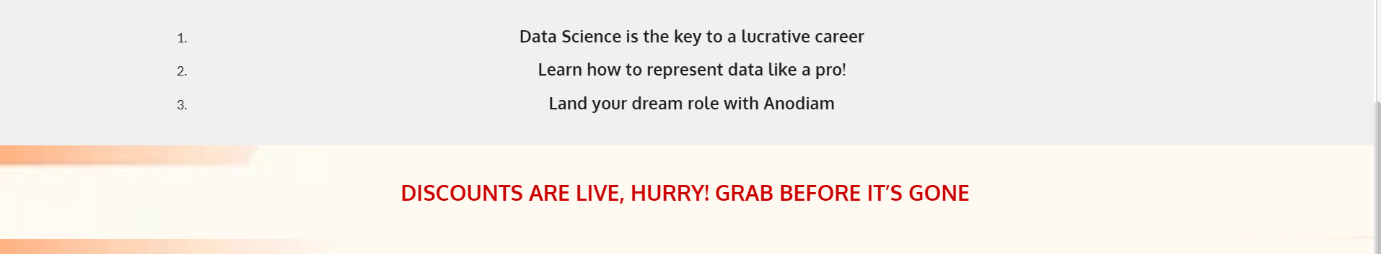 1. Data Science is the key to a lucrative career
2. Learn how to represent data like a pro!
3. Land your dream role with Anodiam
DISCOUNTS ARE LIVE, HURRY! GRAB BEFORE IT’S GONE